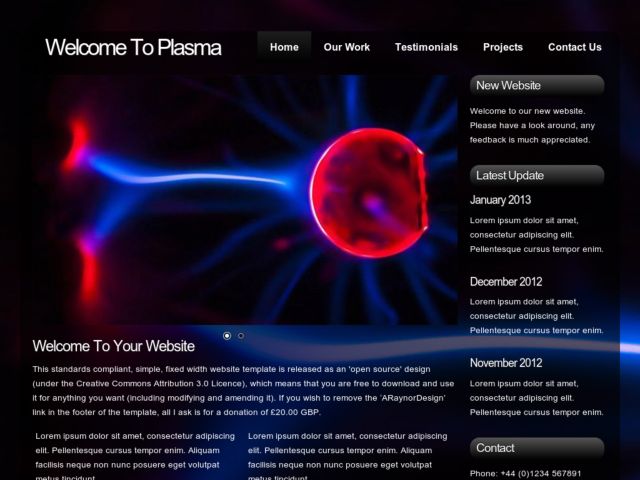 Welcome To Plasma
Home
Our Work
Testimonials
Projects
Contact Us
Welcome To Your Website
This standards compliant, simple, fixed width website template is released as an 'open source' design
(under the Creative Commons Attribution 3.0 Licence), which means that you are free to download and use
it for anything you want (including modifying and amending it). If you wish to remove the 'ARaynorDesign'
link in the footer of the template, all I ask is for a donation of £20.00 GBP.
Lorem ipsum dolor sit amet, consectetur adipiscing
elit. Pellentesque cursus tempor enim. Aliquam
facilisis neque non nunc posuere eget volutpat
metus tincidunt
Lorem ipsum dolor sit amet, consectetur adipiscing
elit. Pellentesque cursus tempor enim. Aliquam
facilisis neque non nunc posuere eget volutpat
metus tincidunt
New Website
Welcome to our new website.
Please have a look around, any
feedback is much appreciated.
Latest Update
January 2013
Lorem ipsum dolor sit amet,
consectetur adipiscing elit.
Pellentesque cursus tempor enim.
December 2012
Lorem ipsum dolor sit amet,
consectetur adipiscing elit.
Pellentesque cursus tempor enim.
November 2012
Lorem ipsum dolor sit amet,
consectetur adipiscing elit.
Pellentesque cursus tempor enim.
Contact
Phone: +44 (0)1234 567891